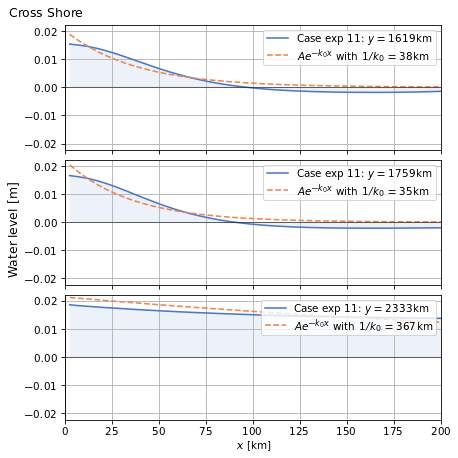 Cross Shore
0.02
0.01
0.00
−0.01
−0.02
Case exp 11: y = 1619km
Ae^{−k₀x} with 1/k₀ = 38km
0.02
0.01
0.00
−0.01
−0.02
Case exp 11: y = 1759km
Ae^{−k₀x} with 1/k₀ = 35km
Water level [m]
0.02
0.01
0.00
−0.01
−0.02
Case exp 11: y = 2333km
Ae^{−k₀x} with 1/k₀ = 367km
0 25 50 75 100 125 150 175 200
x [km]